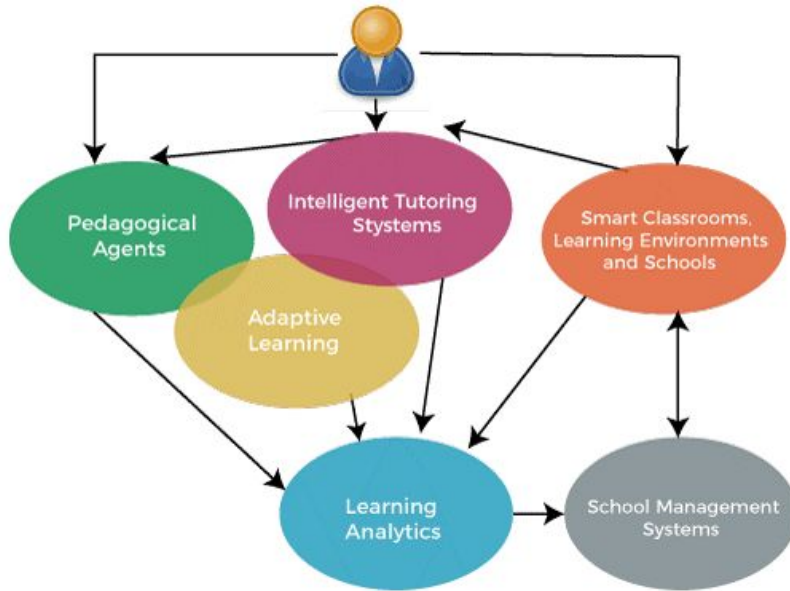 Intelligent Tutoring
Stystems
Pedagogical
Agents
Smart Classrooms,
Learning Environments
and Schools
Adaptive
Learning
Learning
Analytics
School Management
Systems